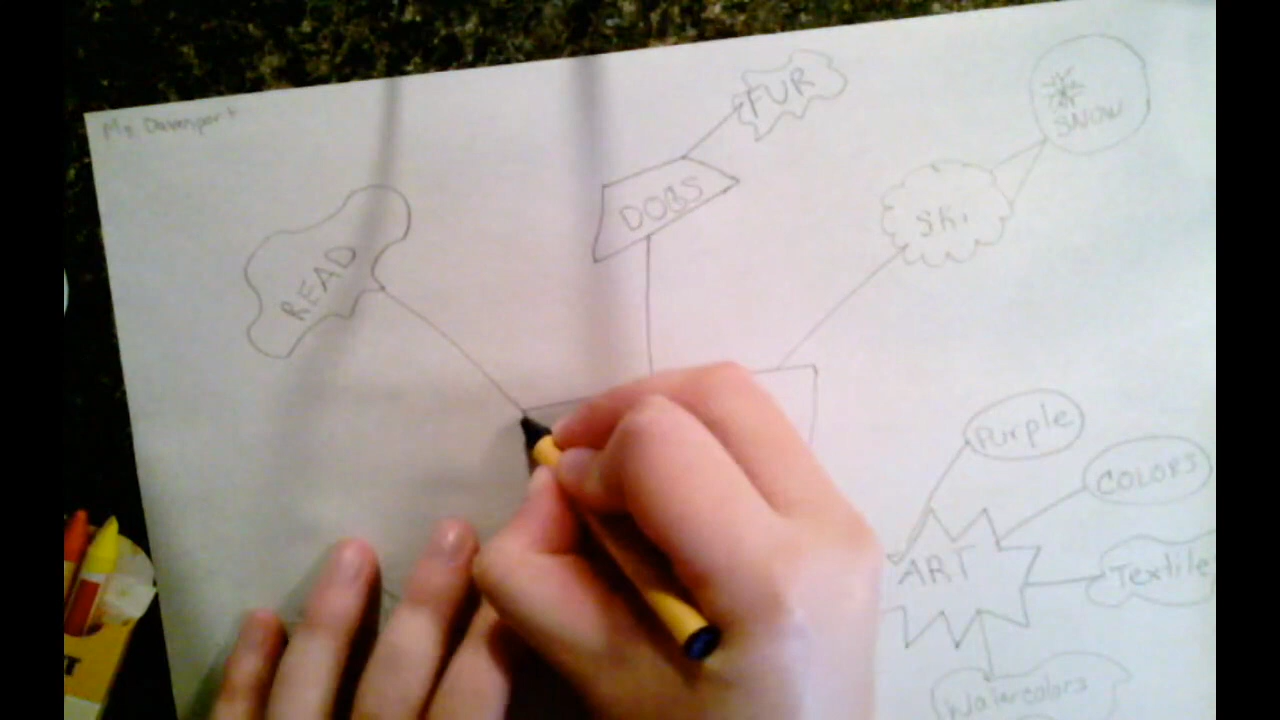 Mr. Davenport
FUR
SNOW
DOGS
Ski
READ
Purple
COLORS
ART
Textile
Watercolors